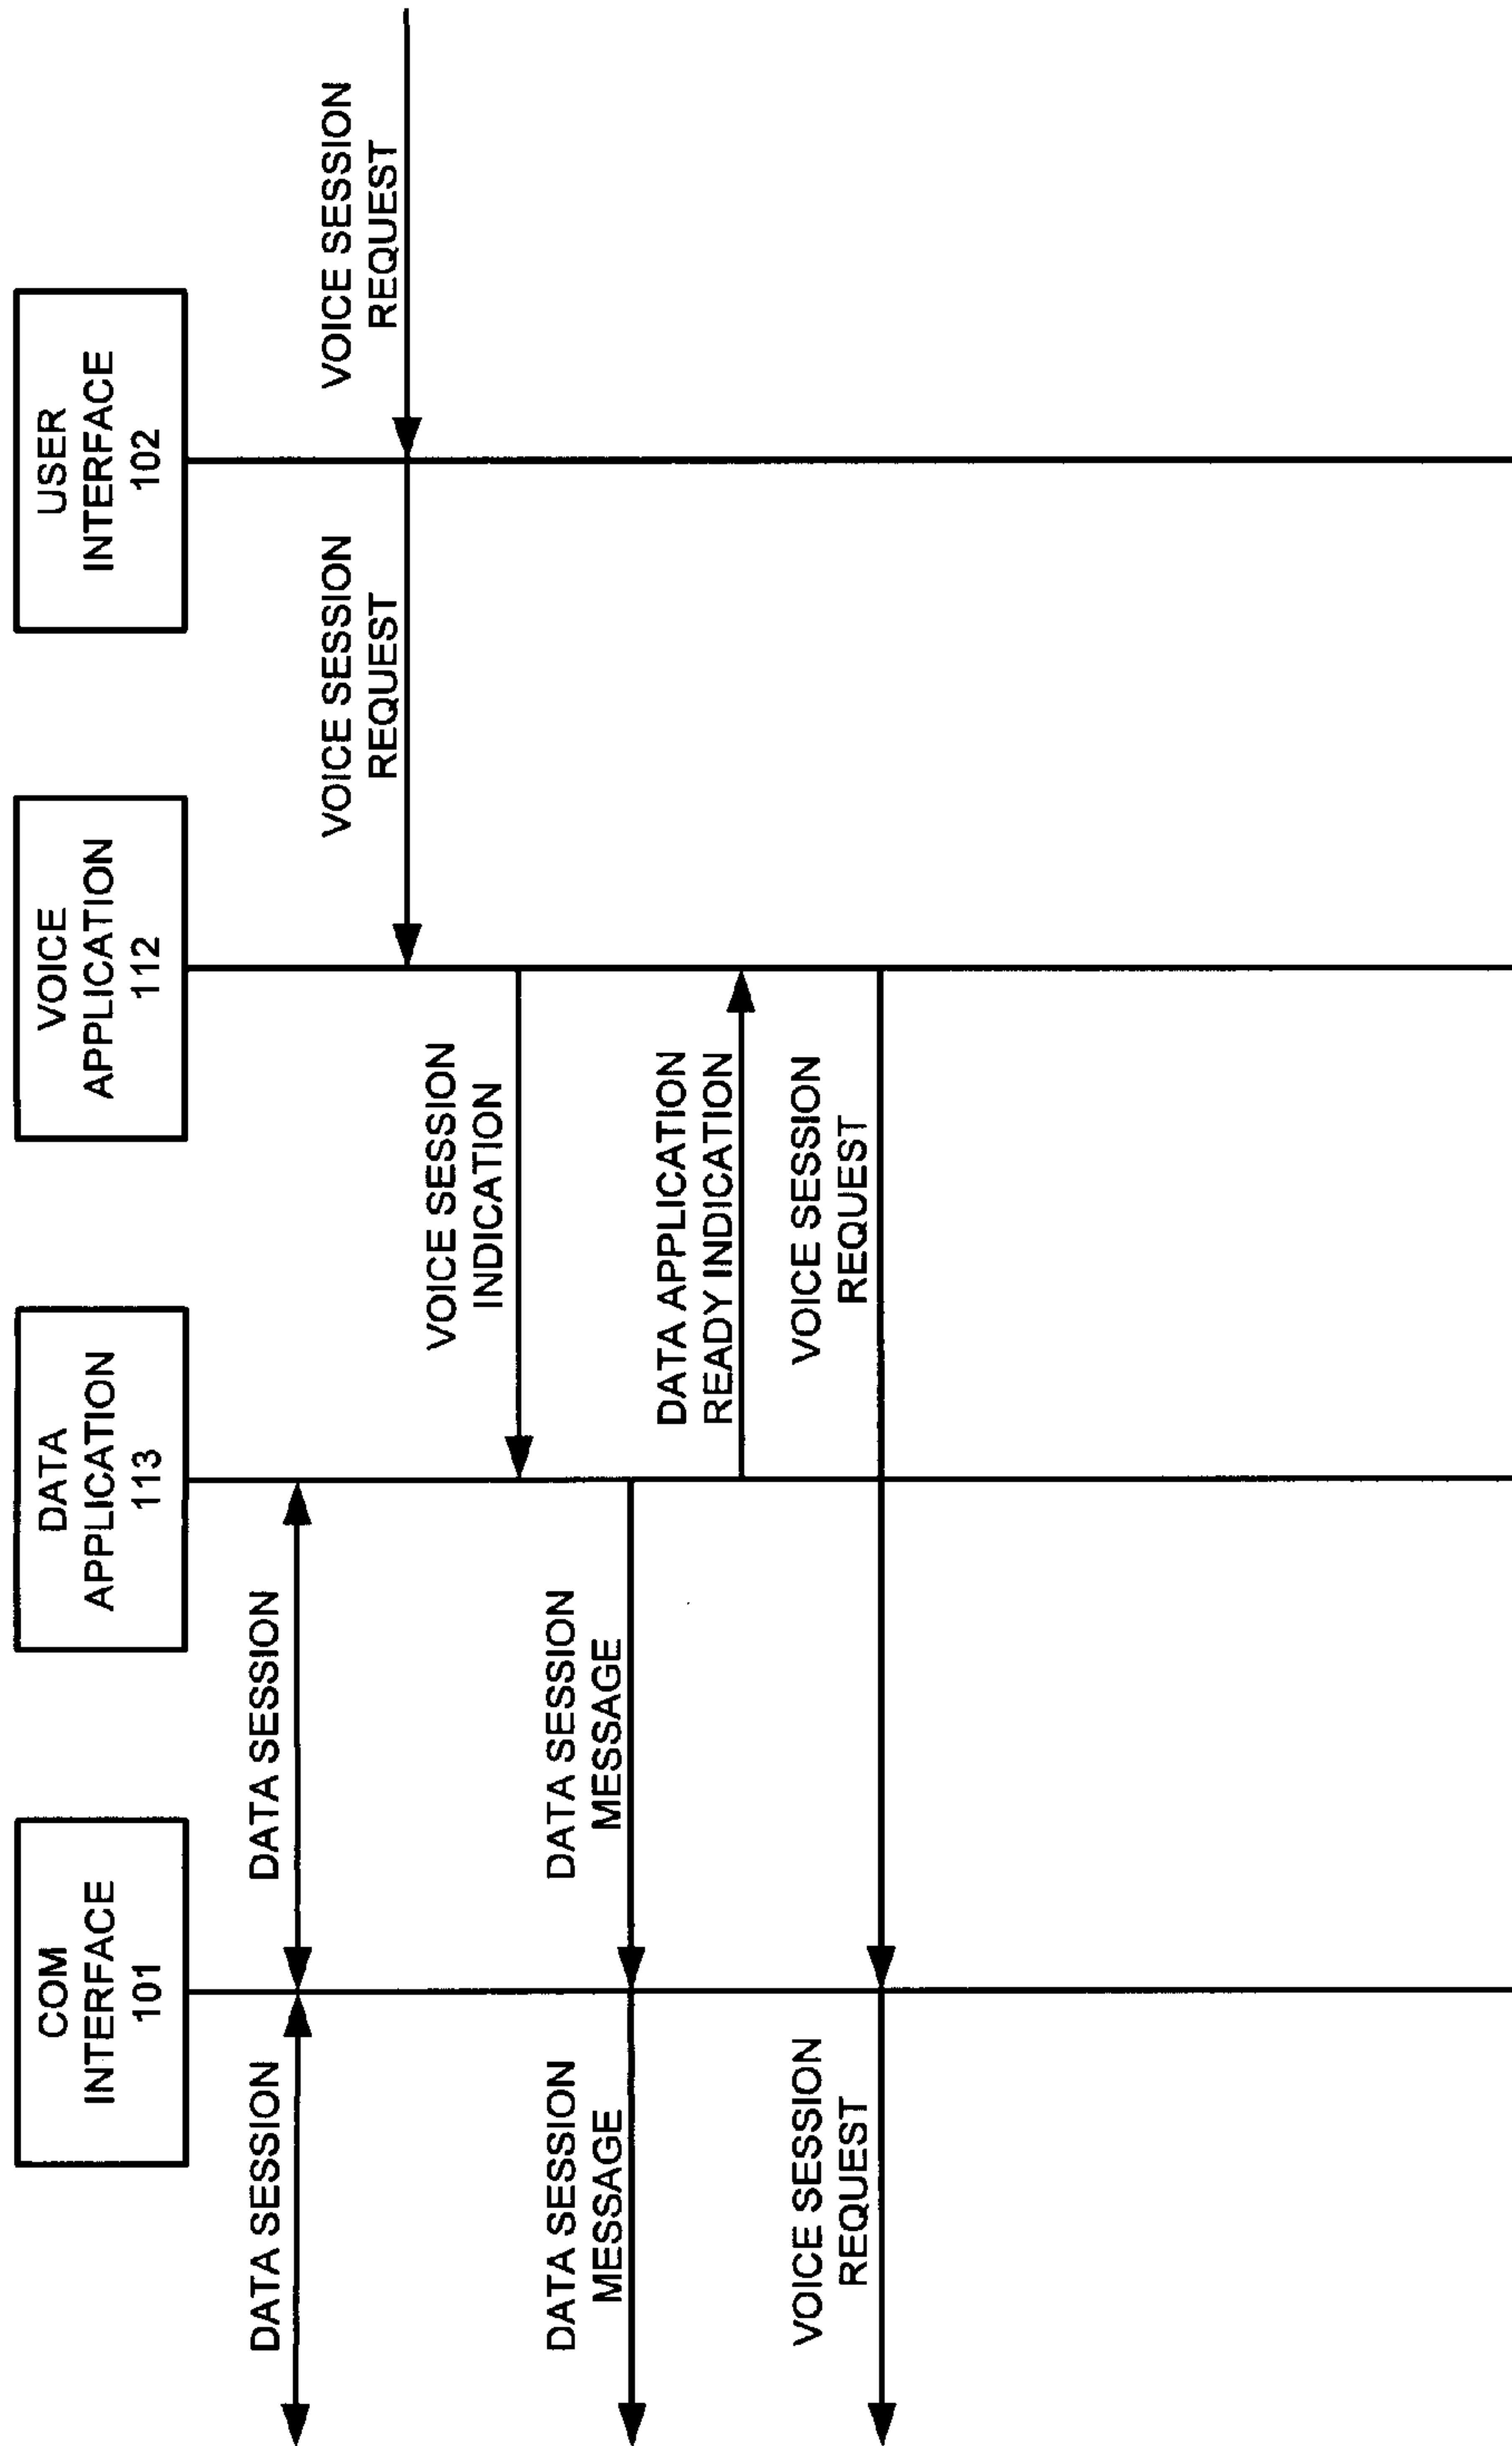 COM
INTERFACE
101
DATA
APPLICATION
113
VOICE
APPLICATION
112
USER
INTERFACE
102
DATA SESSION
DATA SESSION
VOICE SESSION
REQUEST
VOICE SESSION
REQUEST
VOICE SESSION
INDICATION
DATA SESSION
MESSAGE
DATA SESSION
MESSAGE
DATA APPLICATION
READY INDICATION
VOICE SESSION
REQUEST
VOICE SESSION
REQUEST